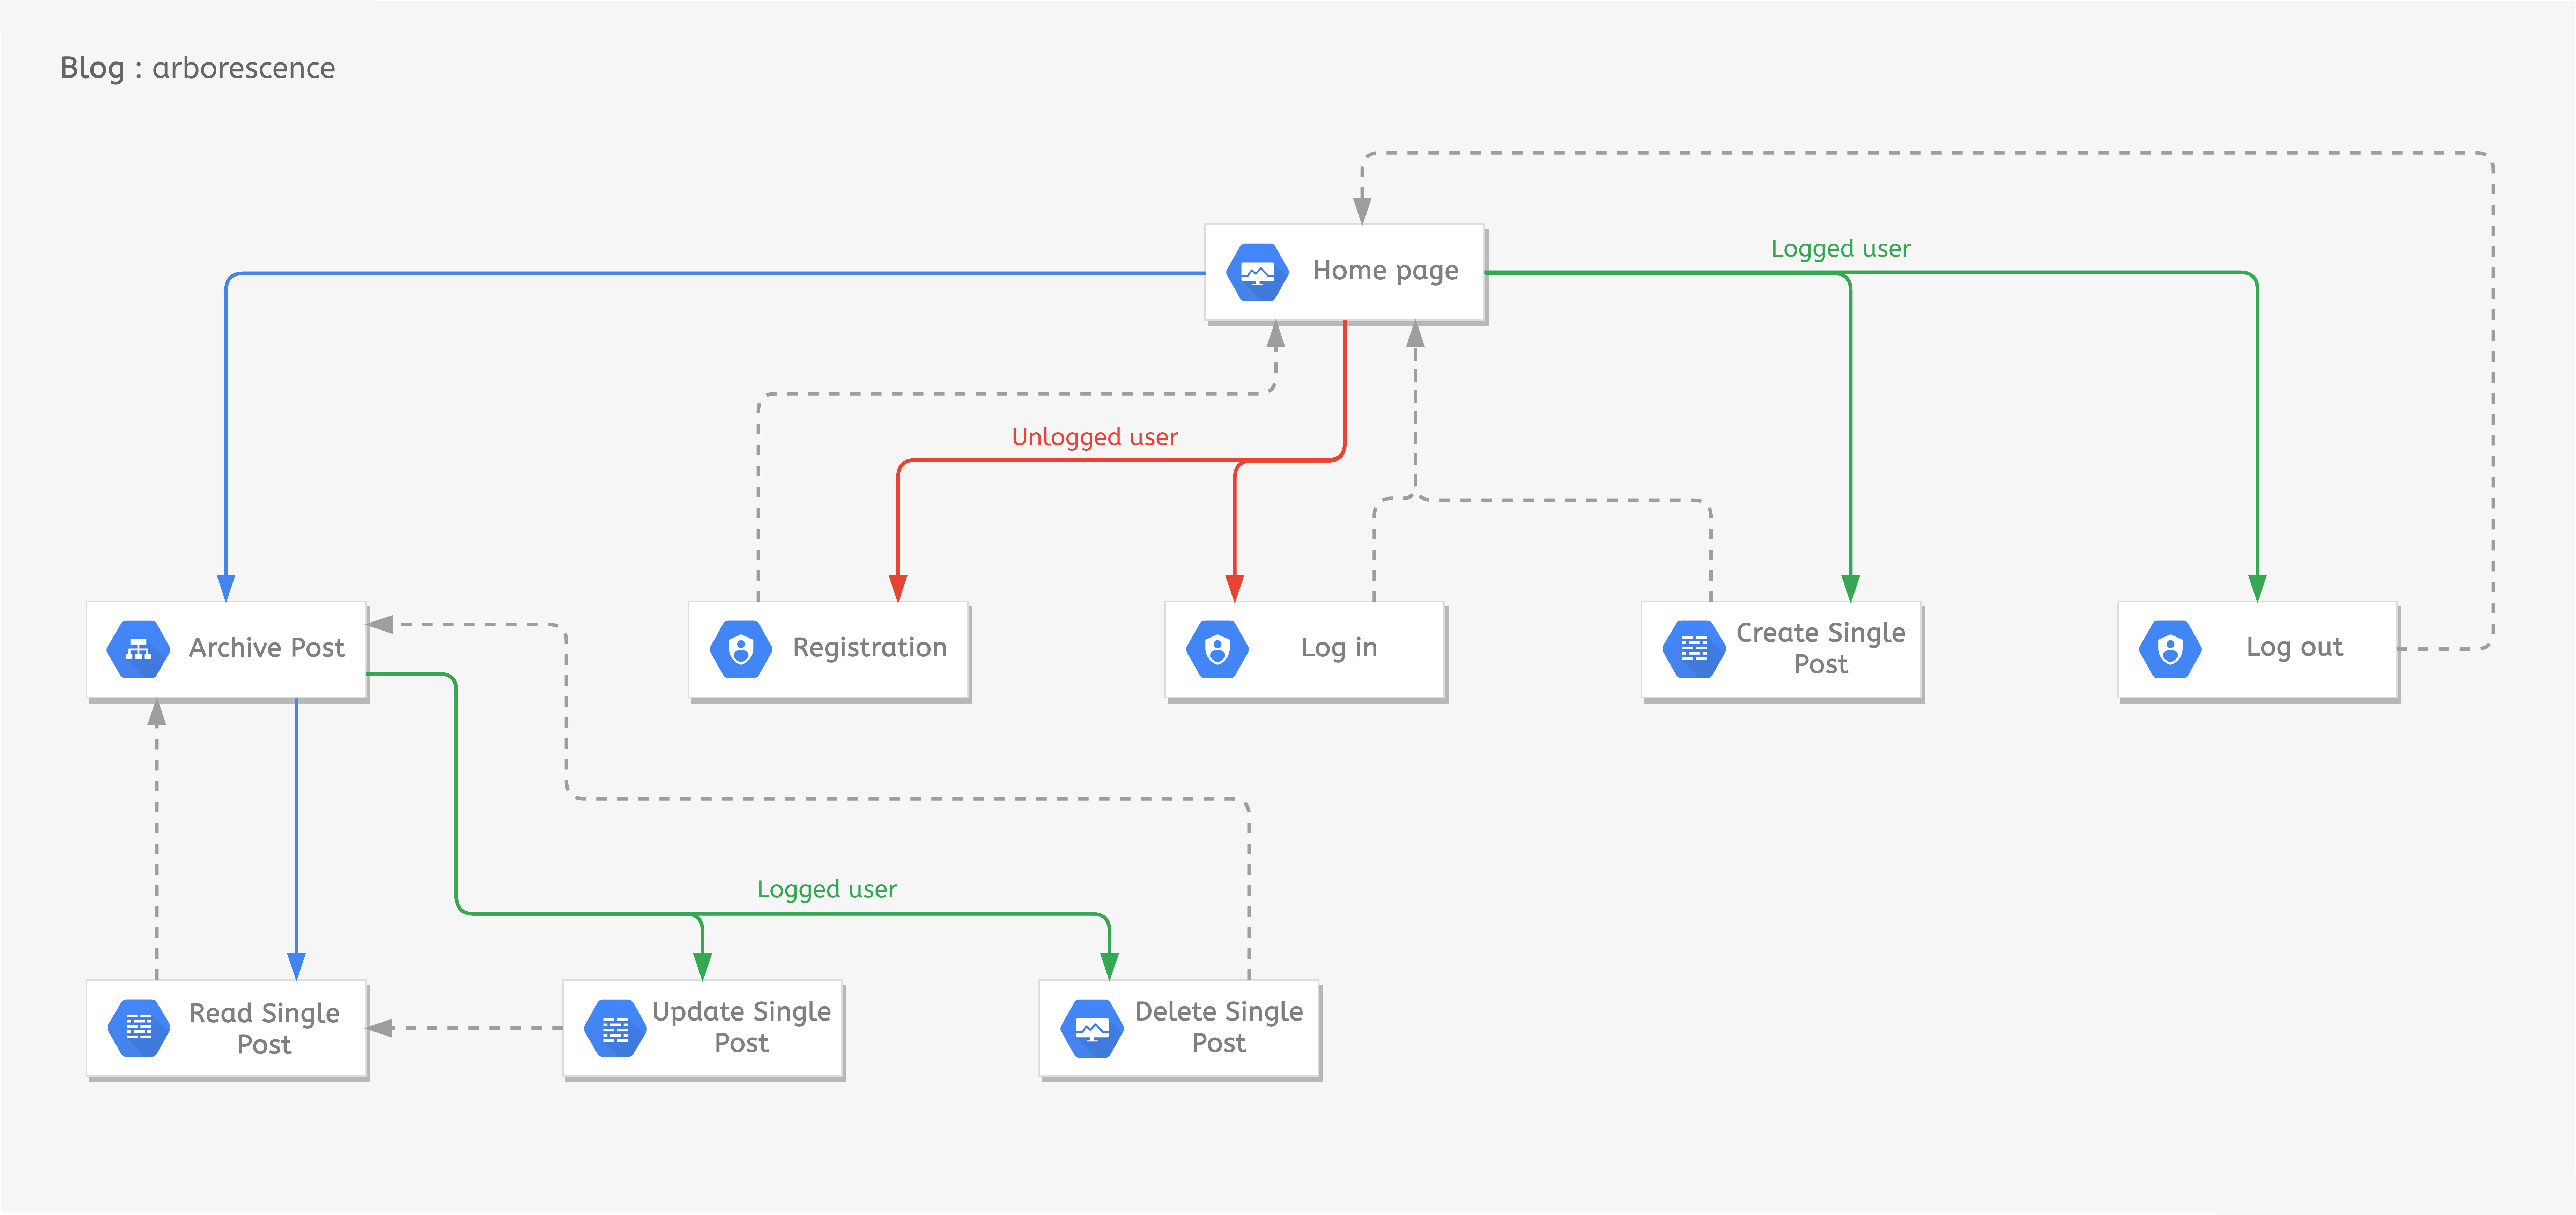 Blog : arborescence
Logged user
Home page
Unlogged user
Archive Post
Registration
Log in
Create Single
Post
Log out
Logged user
Read Single
Post
Update Single
Post
Delete Single
Post